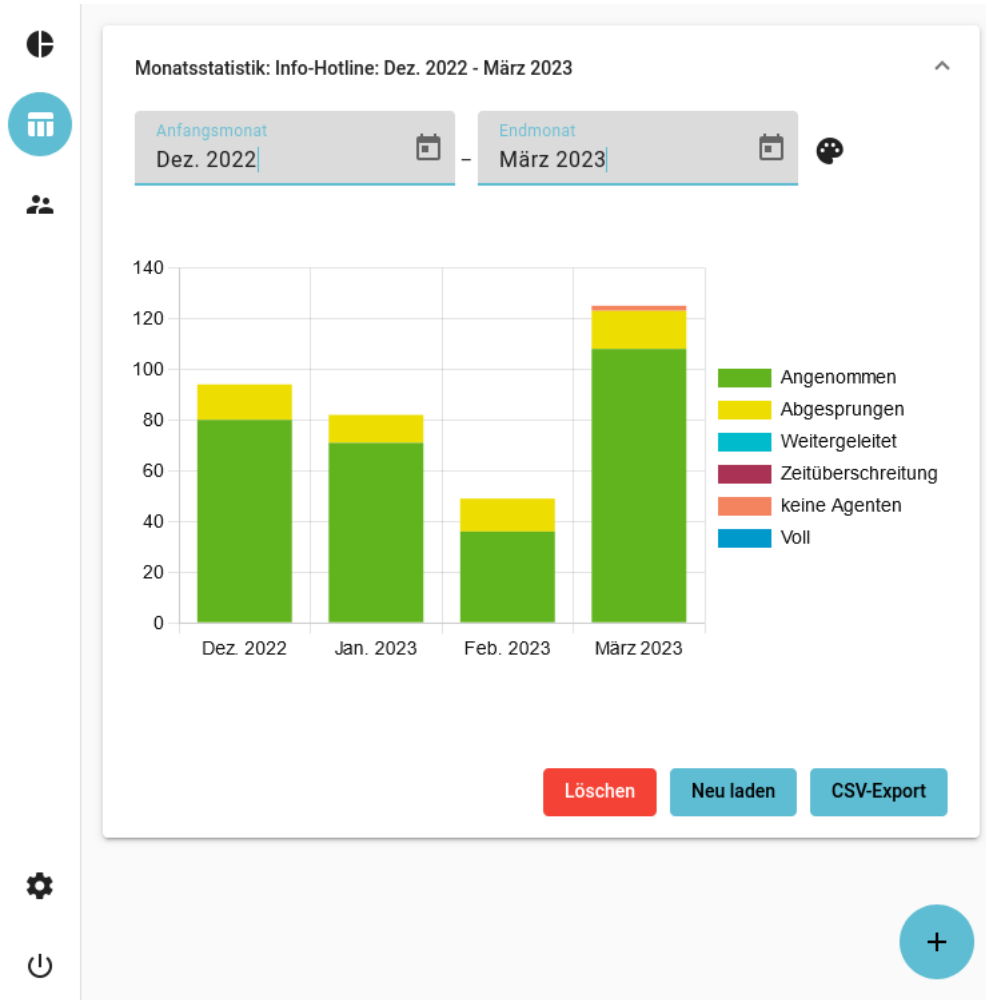 Monatsstatistik: Info-Hotline: Dez. 2022 - März 2023
Anfangsmonat
Dez. 2022
–
Endmonat
März 2023
140
120
100
80
60
40
20
0
Dez. 2022
Jan. 2023
Feb. 2023
März 2023
Angenommen
Abgesprungen
Weitergeleitet
Zeitüberschreitung
keine Agenten
Voll
Löschen
Neu laden
CSV-Export
+